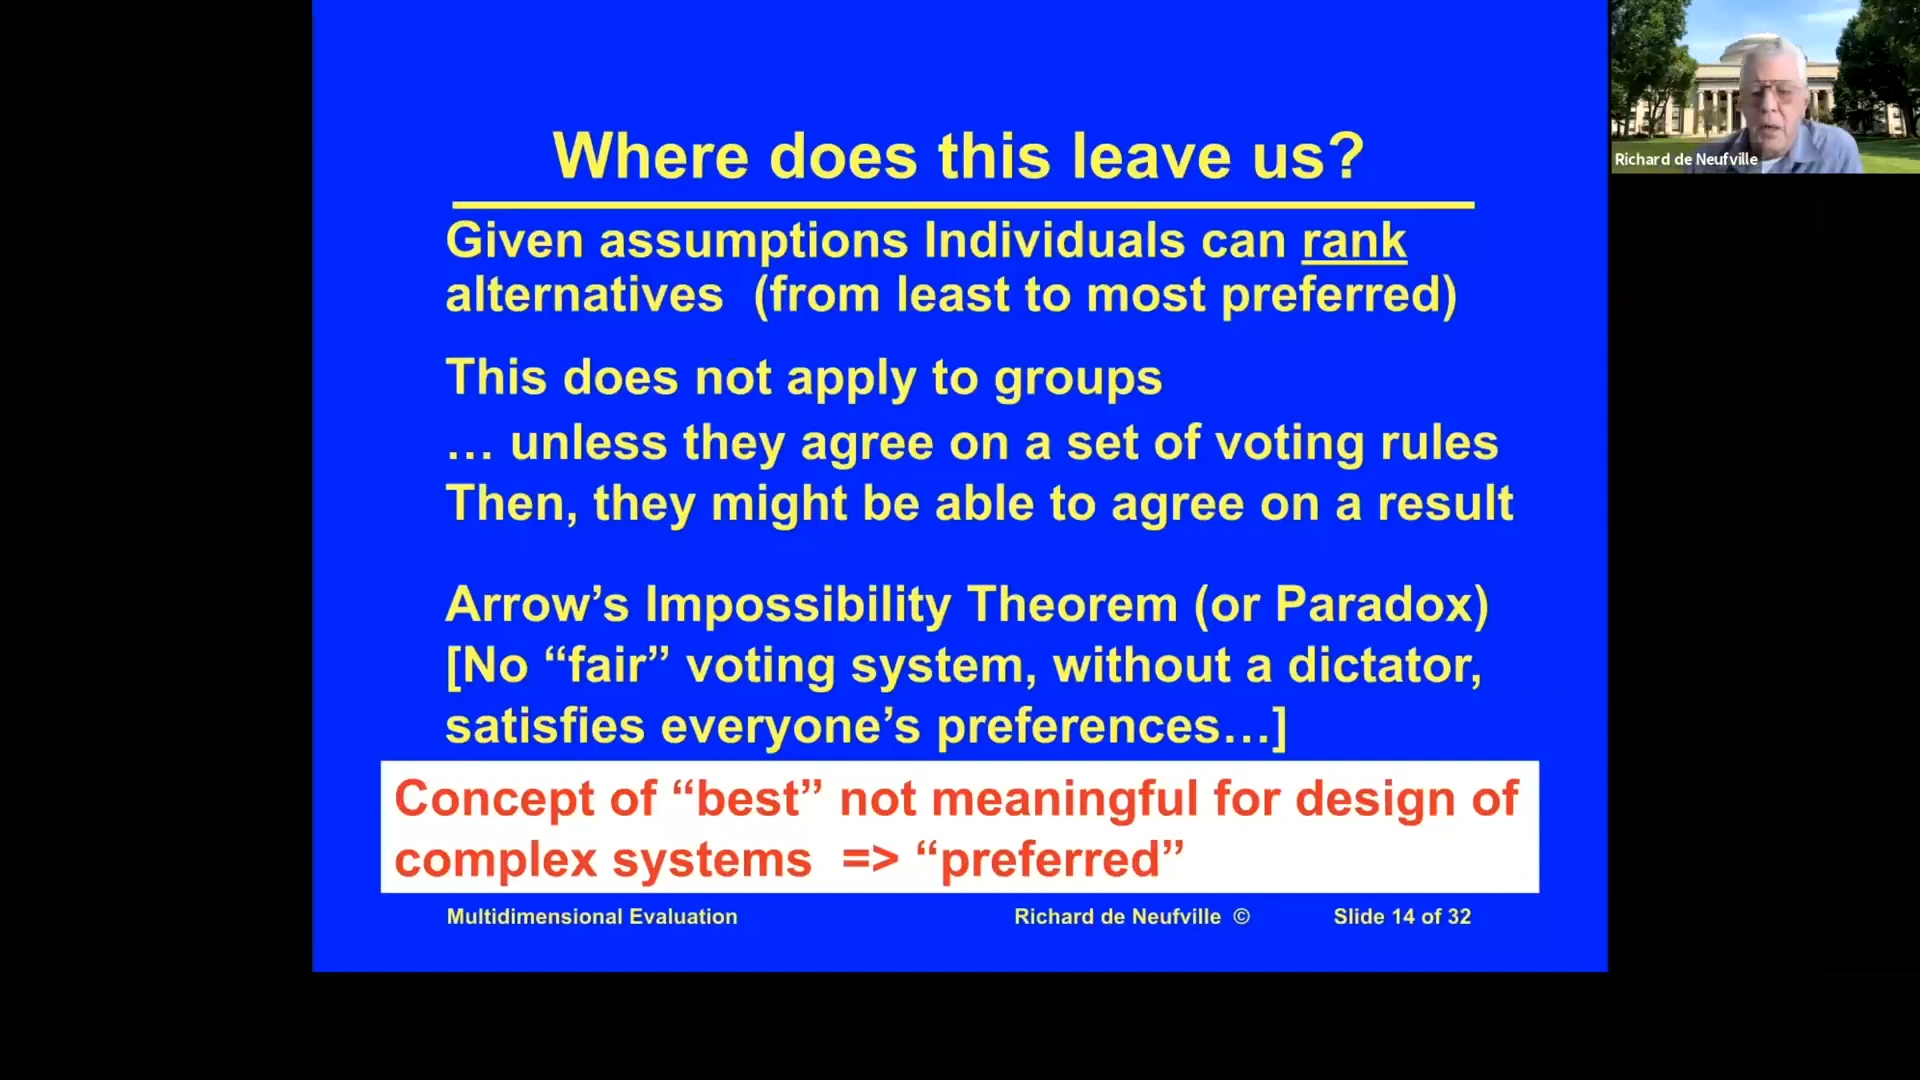 Where does this leave us?
Given assumptions Individuals can rank
alternatives (from least to most preferred)
This does not apply to groups
… unless they agree on a set of voting rules
Then, they might be able to agree on a result
Arrow’s Impossibility Theorem (or Paradox)
[No “fair” voting system, without a dictator,
satisfies everyone’s preferences…]
Concept of “best” not meaningful for design of
complex systems => “preferred”
Multidimensional Evaluation Richard de Neufville © Slide 14 of 32
Richard de Neufville